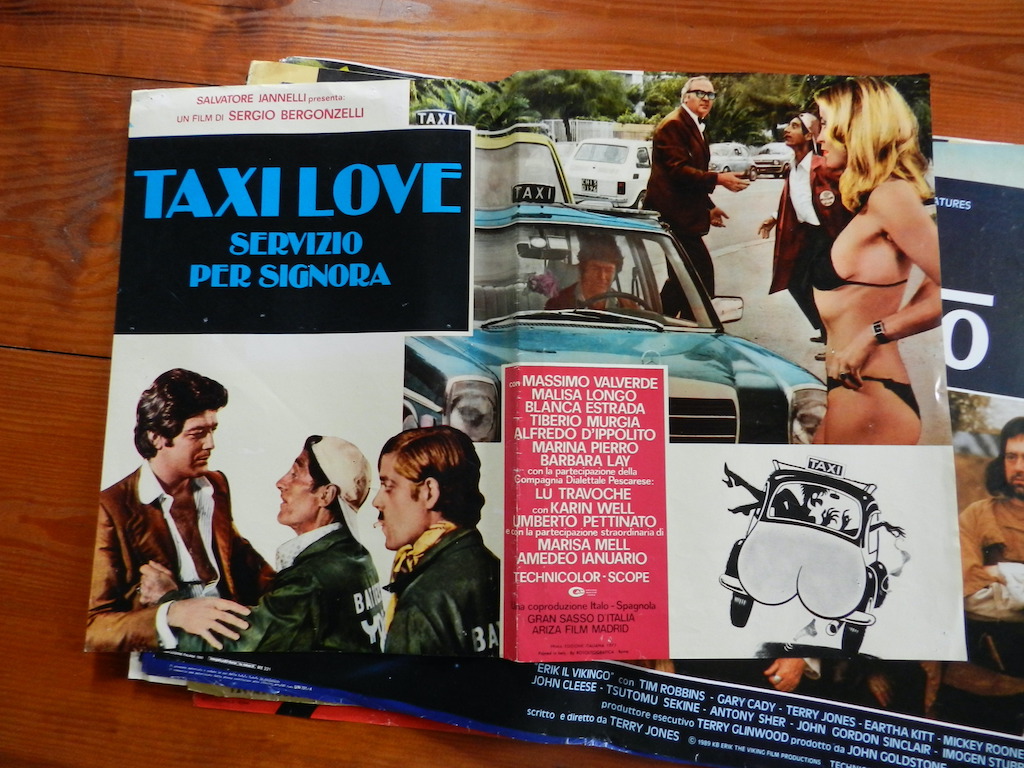 SALVATORE IANNELLI presenta:
UN FILM DI SERGIO BERGONZELLI
TAXI LOVE
SERVIZIO
PER SIGNORA
TAXI
TAXI
con MASSIMO VALVERDE
MALISA LONGO
BLANCA ESTRADA
TIBERIO MURGIA
ALFREDO D'IPPOLITO
MARINA PIERRO
BARBARA LAY
con la partecipazione della
Compagnia Dialettale Pescarese:
LU TRAVOCHE
con KARIN WELL
UMBERTO PETTINATO
e con la partecipazione straordinaria di
MARISA MELL
AMEDEO IANUARIO
TECHNICOLOR - SCOPE
Una coproduzione Italo - Spagnola
GRAN SASSO D'ITALIA
ARIZA FILM MADRID
TAXI
BA
ATURES
O
"ERIK IL VIKINGO" con TIM ROBBINS - GARY CADY - TERRY JONES - EARTHA KITT - MICKEY ROONE
JOHN CLEESE - TSUTOMU SEKINE - ANTONY SHER - JOHN GORDON SINCLAIR - IMOGEN STUBB
produttore esecutivo TERRY GLINWOOD prodotto da JOHN GOLDSTONE
scritto e diretto da TERRY JONES
© 1989 KB ERIK THE VIKING FILM PRODUCTIONS TECHN